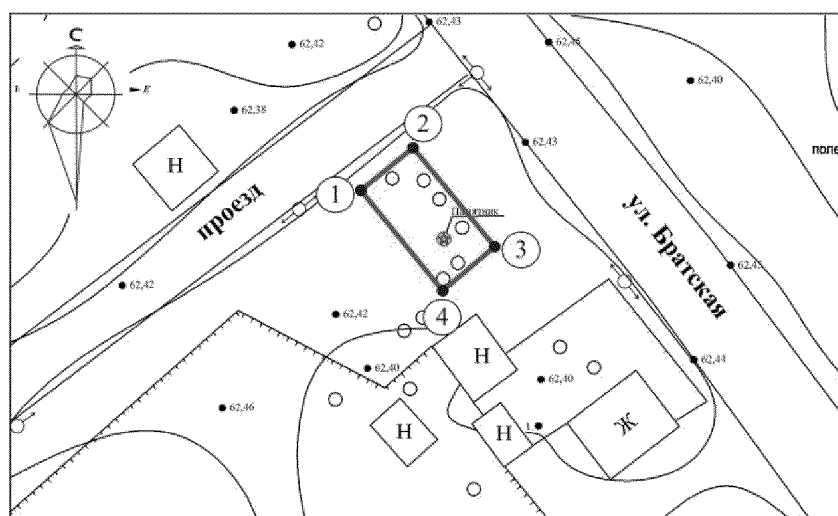 С
62,43
62,42
62,45
62,40
62,38
2
62,43
Н
поле
1
проезд
Памятник
ул. Братская
3
62,45
62,42
4
62,42
62,40
Н
62,44
62,40
62,46
Н
Н
Ж
1